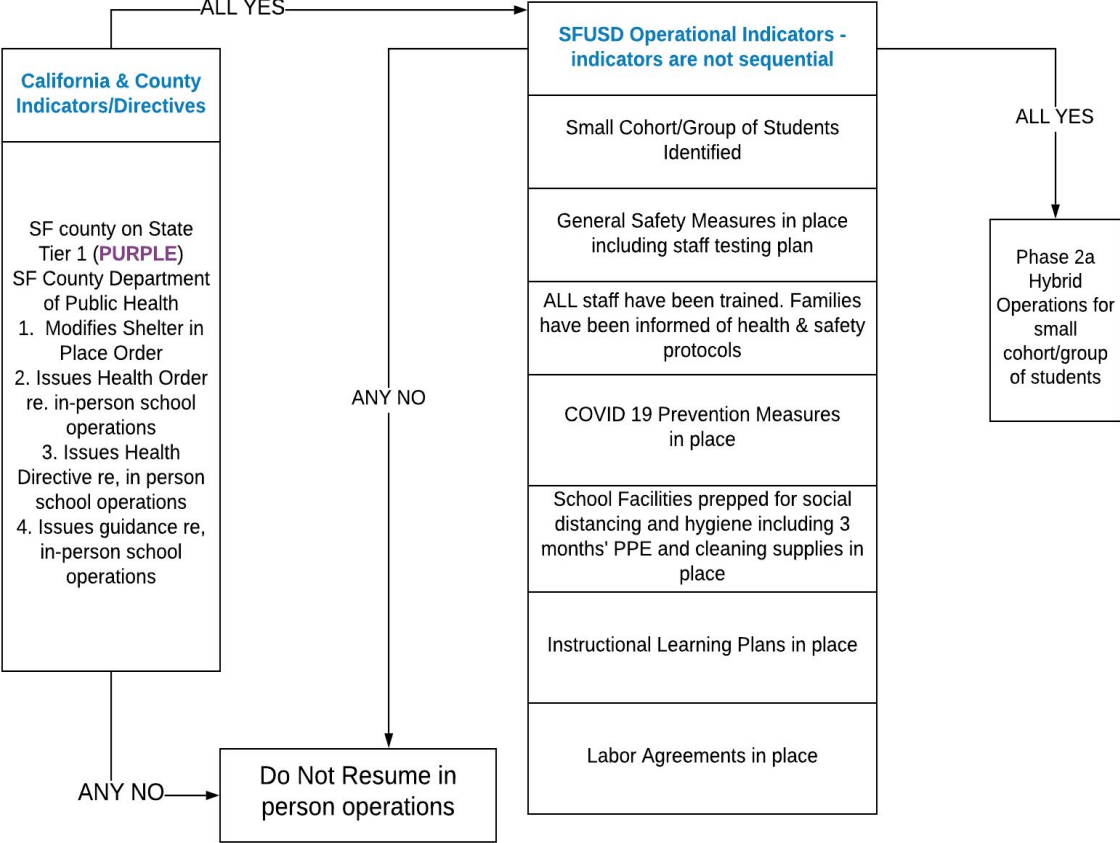 ALL YES
California & County
Indicators/Directives
SF county on State
Tier 1 (PURPLE)
SF County Department
of Public Health
1. Modifies Shelter in
Place Order
2. Issues Health Order
re. in-person school
operations
3. Issues Health
Directive re, in person
school operations
4. Issues guidance re,
in-person school
operations
ANY NO
Do Not Resume in
person operations
ANY NO
SFUSD Operational Indicators -
indicators are not sequential
Small Cohort/Group of Students
Identified
General Safety Measures in place
including staff testing plan
ALL staff have been trained. Families
have been informed of health & safety
protocols
COVID 19 Prevention Measures
in place
School Facilities prepped for social
distancing and hygiene including 3
months' PPE and cleaning supplies in
place
Instructional Learning Plans in place
Labor Agreements in place
ALL YES
Phase 2a
Hybrid
Operations for
small
cohort/group
of students